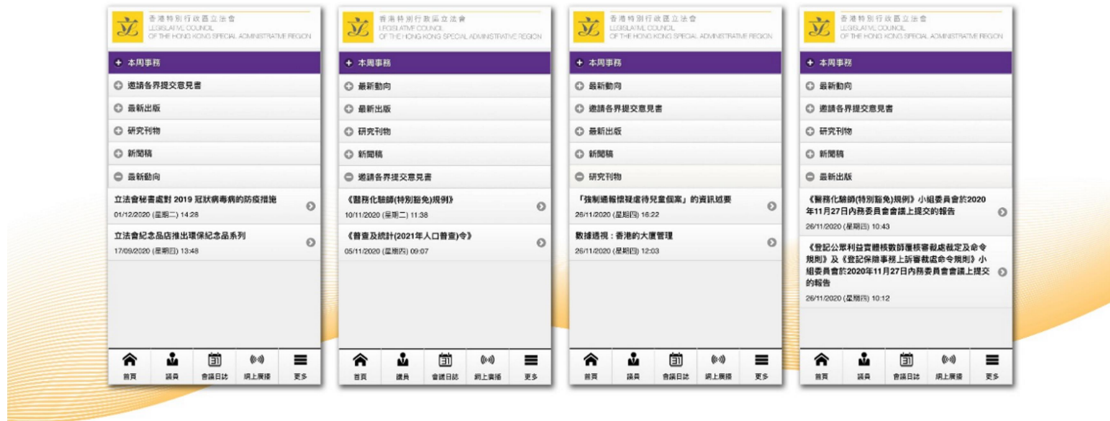 香港特別行政區立法會
LEGISLATIVE COUNCIL
OF THE HONG KONG SPECIAL ADMINISTRATIVE REGION
本周事務
邀請各界提交意見書
最新出版
研究刊物
新聞稿
最新動向
立法會秘書處對 2019 冠狀病毒病的防疫措施
01/12/2020 (星期二) 14:28
立法會紀念品店推出環保紀念品系列
17/09/2020 (星期四) 13:48
首頁
議員
會議日誌
網上廣播
更多
香港特別行政區立法會
LEGISLATIVE COUNCIL
OF THE HONG KONG SPECIAL ADMINISTRATIVE REGION
本周事務
最新動向
最新出版
研究刊物
新聞稿
邀請各界提交意見書
《醫務化驗師(特別豁免)規例》
10/11/2020 (星期二) 11:38
《普查及統計(2021年人口普查)令》
05/11/2020 (星期四) 09:07
首頁
議員
會議日誌
網上廣播
更多
香港特別行政區立法會
LEGISLATIVE COUNCIL
OF THE HONG KONG SPECIAL ADMINISTRATIVE REGION
本周事務
最新動向
邀請各界提交意見書
最新出版
新聞稿
研究刊物
「強制通報懷疑虐待兒童個案」的資訊述要
26/11/2020 (星期四) 16:22
數據透視：香港的大廈管理
26/11/2020 (星期四) 12:03
首頁
議員
會議日誌
網上廣播
更多
香港特別行政區立法會
LEGISLATIVE COUNCIL
OF THE HONG KONG SPECIAL ADMINISTRATIVE REGION
本周事務
最新動向
邀請各界提交意見書
研究刊物
新聞稿
最新出版
《醫務化驗師(特別豁免)規例》小組委員會於2020
年11月27日內務委員會會議上提交的報告
26/11/2020 (星期四) 10:43
《登記公眾利益實體核數師覆核審裁處裁定及命令
規則》及《登記保險事務上訴審裁處命令規則》小
組委員會於2020年11月27日內務委員會會議上提交
的報告
26/11/2020 (星期四) 10:12
首頁
議員
會議日誌
網上廣播
更多